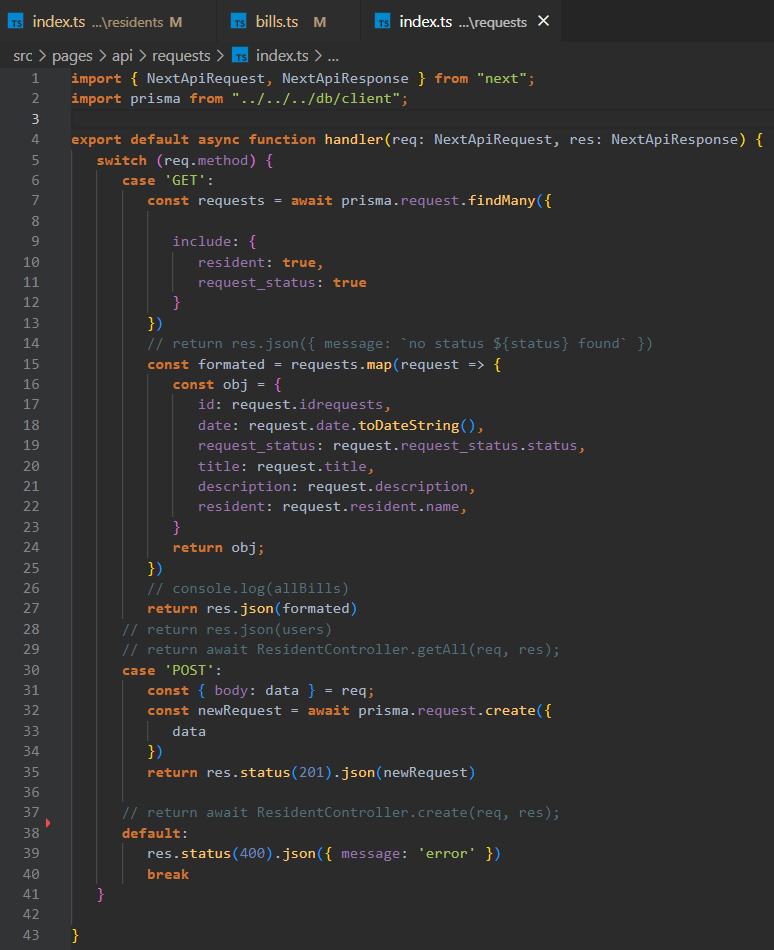 TS index.ts ...\residents M TS bills.ts M TS index.ts ...\requests ×
src > pages > api > requests > TS index.ts > ...
1 import { NextApiRequest, NextApiResponse } from "next";
2 import prisma from "../../../db/client";
3
4 export default async function handler(req: NextApiRequest, res: NextApiResponse) {
5 switch (req.method) {
6 case 'GET':
7 const requests = await prisma.request.findMany({
8
9 include: {
10 resident: true,
11 request_status: true
12 }
13 })
14 // return res.json({ message: `no status ${status} found` })
15 const formated = requests.map(request => {
16 const obj = {
17 id: request.idrequests,
18 date: request.date.toDateString(),
19 request_status: request.request_status.status,
20 title: request.title,
21 description: request.description,
22 resident: request.resident.name,
23 }
24 return obj;
25 })
26 // console.log(allBills)
27 return res.json(formated)
28 // return res.json(users)
29 // return await ResidentController.getAll(req, res);
30 case 'POST':
31 const { body: data } = req;
32 const newRequest = await prisma.request.create({
33 data
34 })
35 return res.status(201).json(newRequest)
36
37 // return await ResidentController.create(req, res);
38 default:
39 res.status(400).json({ message: 'error' })
40 break
41 }
42
43 }